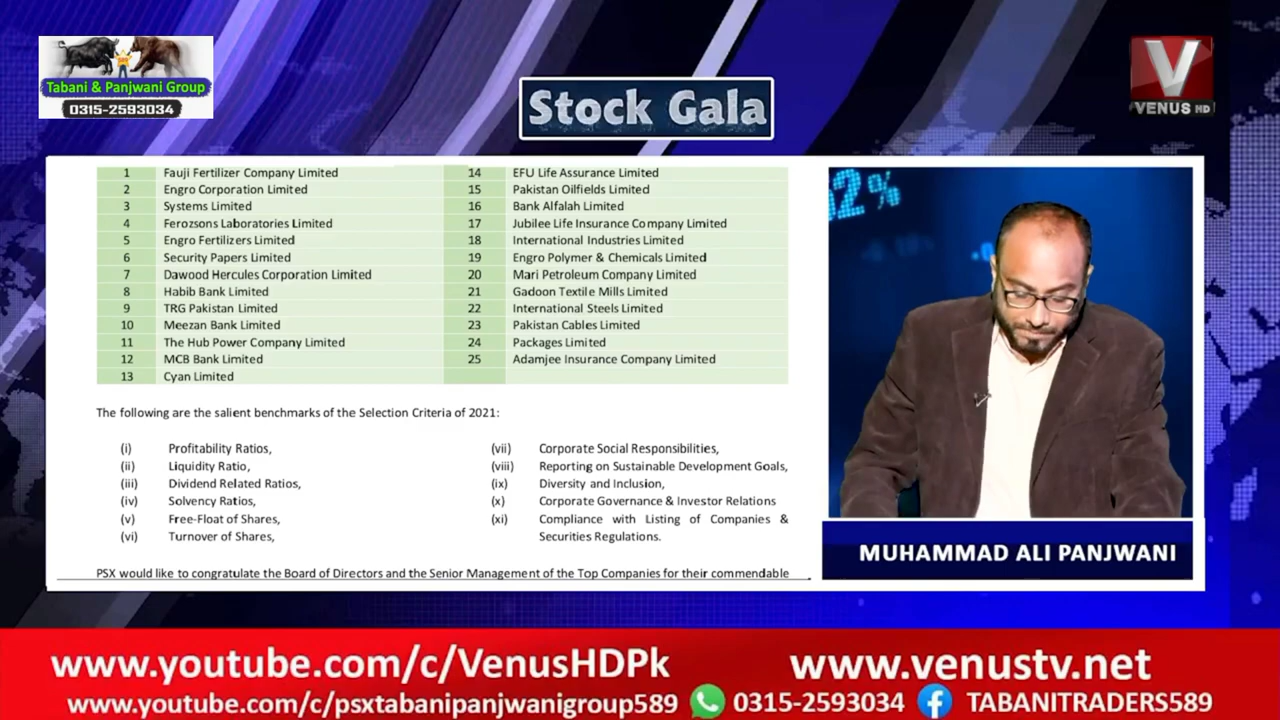 Tabani & Panjwani Group
0315-2593034
Stock Gala
V
VENUS HD
1 Fauji Fertilizer Company Limited 14 EFU Life Assurance Limited
2 Engro Corporation Limited 15 Pakistan Oilfields Limited
3 Systems Limited 16 Bank Alfalah Limited
4 Ferozsons Laboratories Limited 17 Jubilee Life Insurance Company Limited
5 Engro Fertilizers Limited 18 International Industries Limited
6 Security Papers Limited 19 Engro Polymer & Chemicals Limited
7 Dawood Hercules Corporation Limited 20 Mari Petroleum Company Limited
8 Habib Bank Limited 21 Gadoon Textile Mills Limited
9 TRG Pakistan Limited 22 International Steels Limited
10 Meezan Bank Limited 23 Pakistan Cables Limited
11 The Hub Power Company Limited 24 Packages Limited
12 MCB Bank Limited 25 Adamjee Insurance Company Limited
13 Cyan Limited
The following are the salient benchmarks of the Selection Criteria of 2021:
(i) Profitability Ratios, (vii) Corporate Social Responsibilities,
(ii) Liquidity Ratio, (viii) Reporting on Sustainable Development Goals,
(iii) Dividend Related Ratios, (ix) Diversity and Inclusion,
(iv) Solvency Ratios, (x) Corporate Governance & Investor Relations
(v) Free-Float of Shares, (xi) Compliance with Listing of Companies &
(vi) Turnover of Shares, Securities Regulations.
PSX would like to congratulate the Board of Directors and the Senior Management of the Top Companies for their commendable
2%
MUHAMMAD ALI PANJWANI
www.youtube.com/c/VenusHDPk www.venustv.net
www.youtube.com/c/psxtabanipanjwanigroup589 0315-2593034 TABANITRADERS589